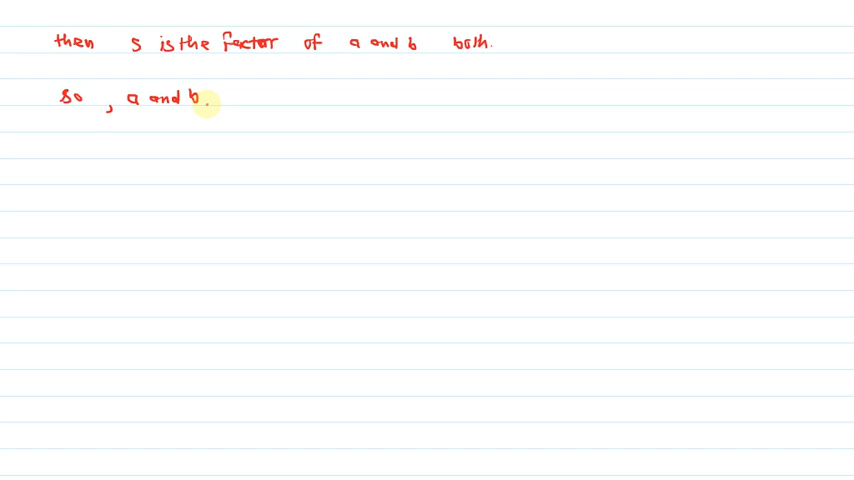 then 5 is the factor of a and b both.
so , a and b.